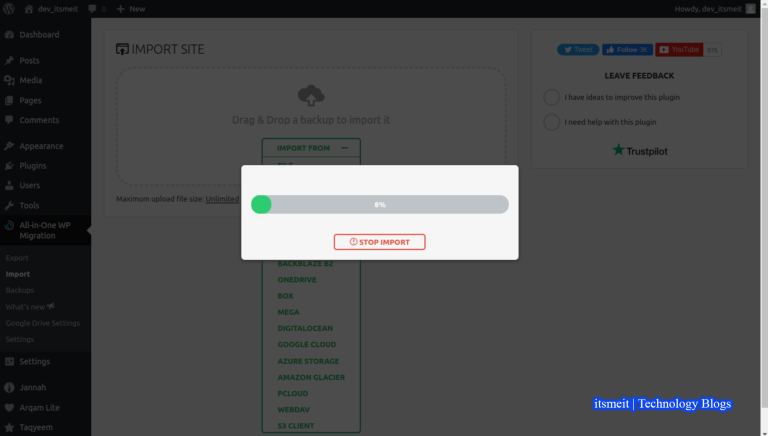 dev_itsmeit
0
New
Howdy, dev_itsmeit
Dashboard
Posts
Media
Pages
Comments
Appearance
Plugins
Users
Tools
All-in-One WP
Migration
Export
Import
Backups
What's new
Google Drive Settings
Settings
Settings
Jannah
Arqam Lite
Taqyeem
IMPORT SITE
Drag & Drop a backup to import it
IMPORT FROM
Maximum upload file size: Unlimited
8%
STOP IMPORT
BACKBLAZE B2
ONEDRIVE
BOX
MEGA
DIGITALOCEAN
GOOGLE CLOUD
AZURE STORAGE
AMAZON GLACIER
PCLOUD
WEBDAV
S3 CLIENT
Tweet
Follow 3K
YouTube
LEAVE FEEDBACK
I have ideas to improve this plugin
I need help with this plugin
Trustpilot
itsmeit | Technology Blogs